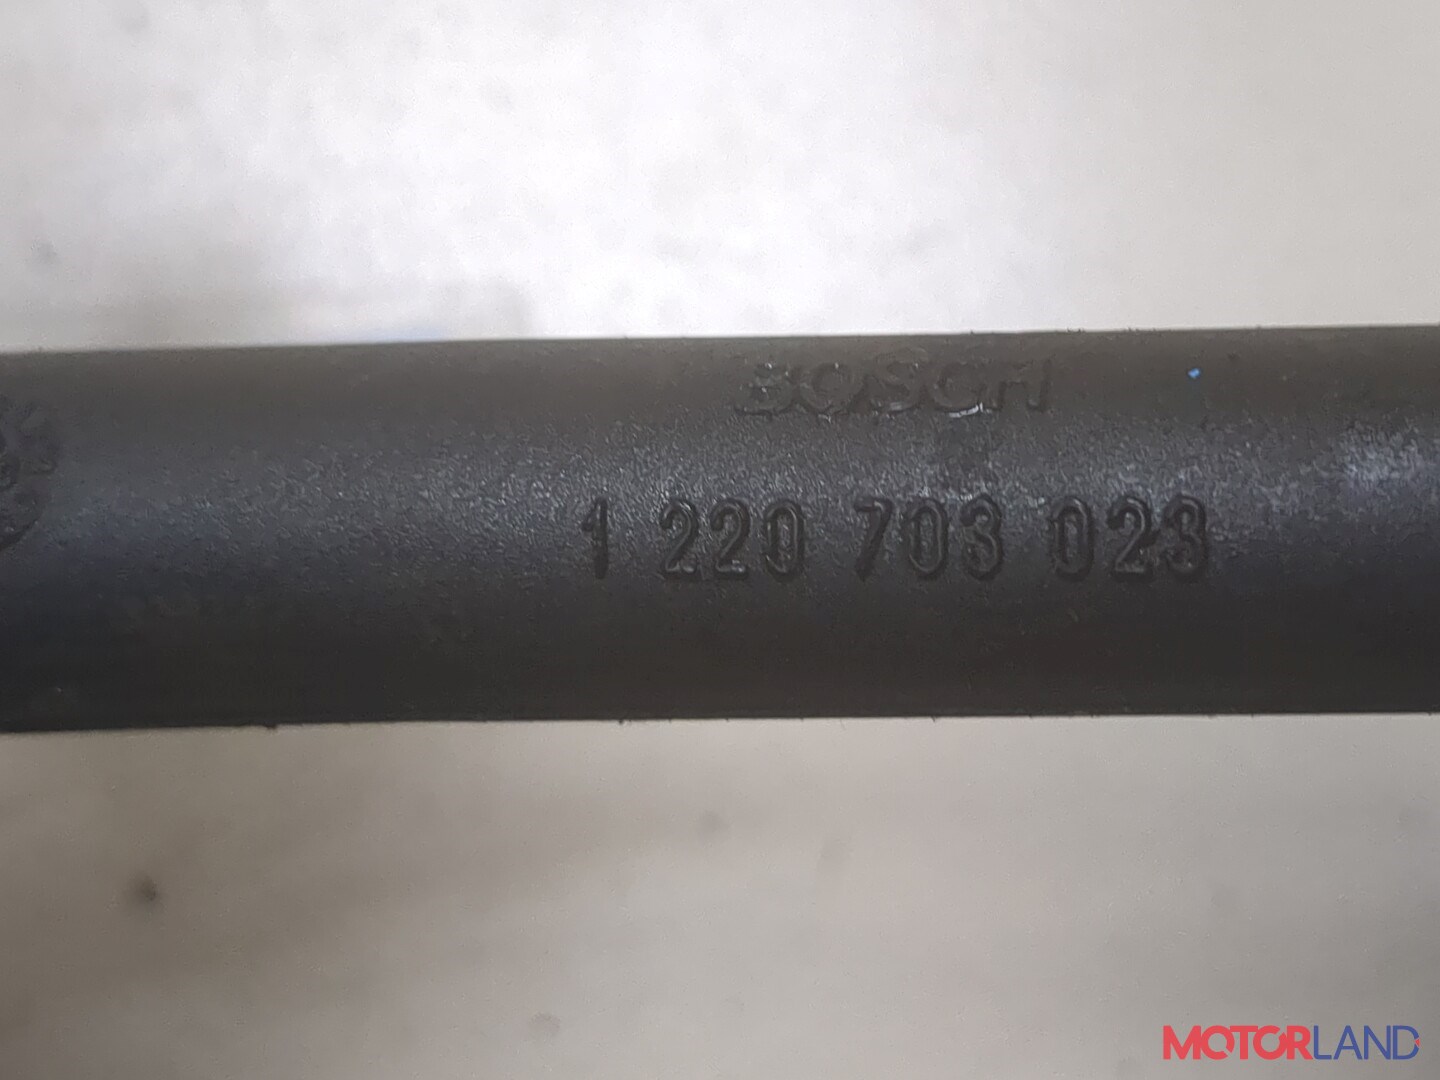 BOSCH
1 220 703 023
MOTORLAND